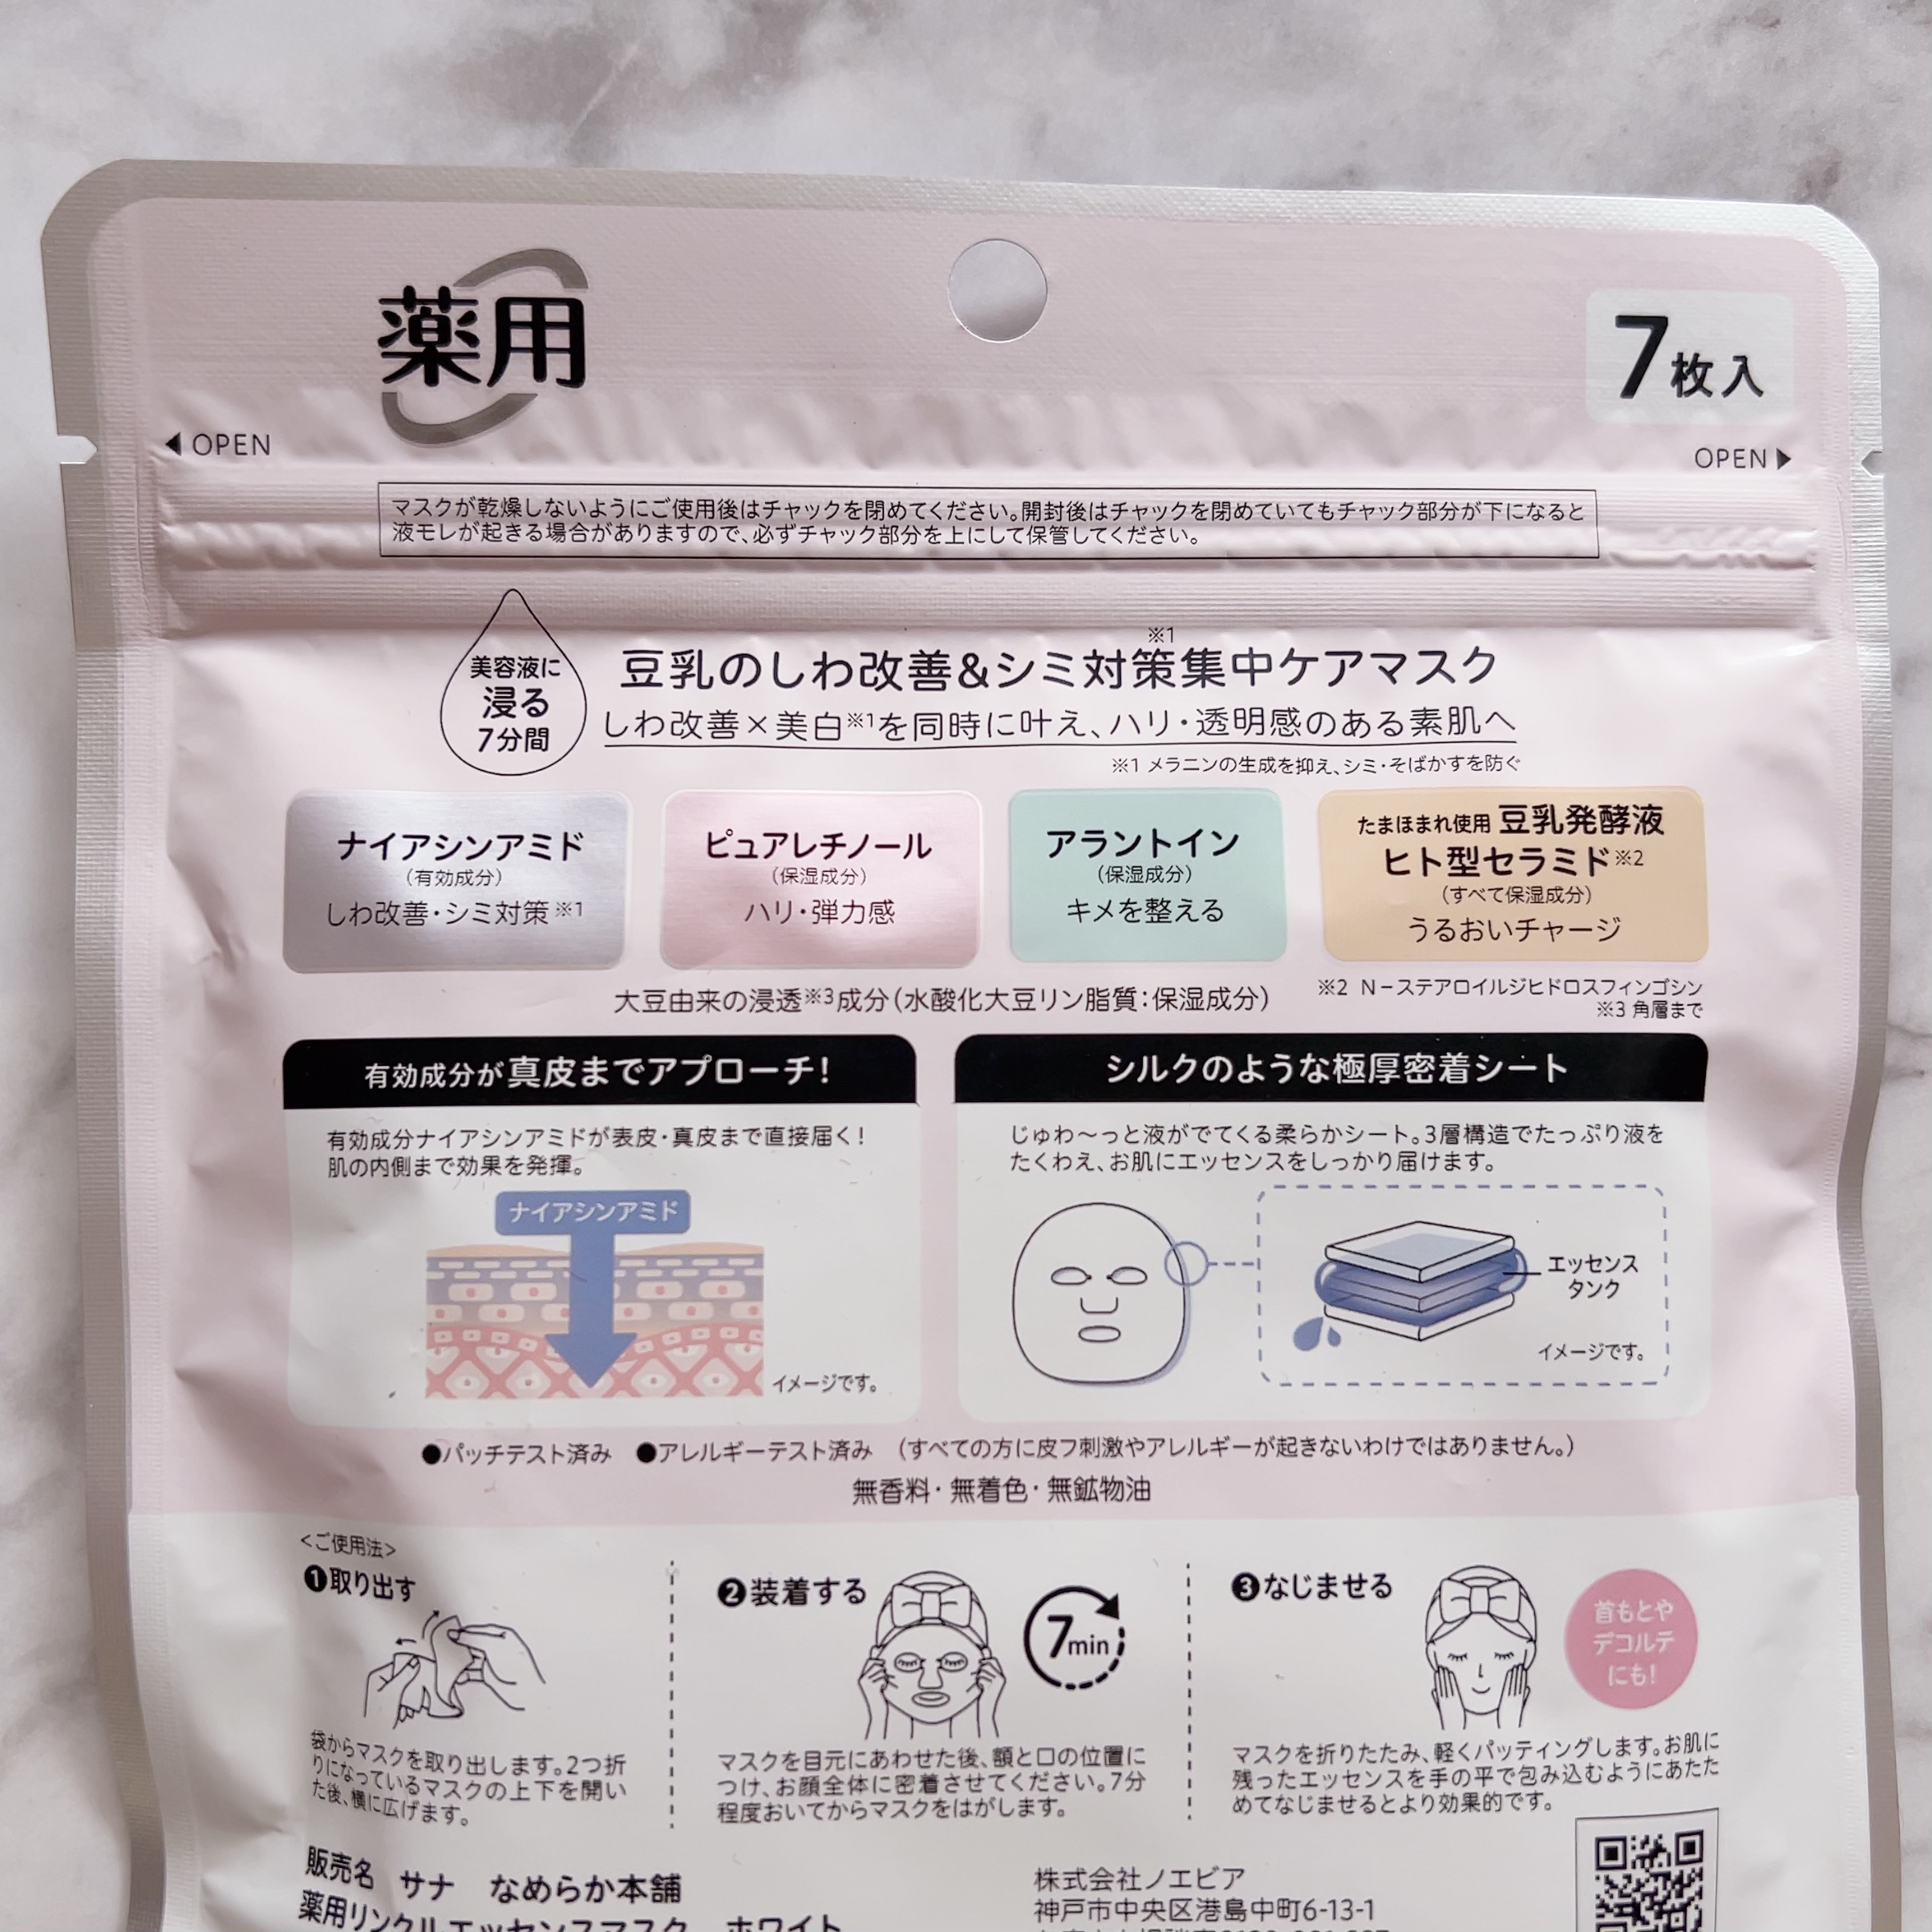 薬用
7枚入
◀OPEN
OPEN▶
マスクが乾燥しないようにご使用後はチャックを閉めてください。開封後はチャックを閉めていてもチャック部分が下になると
液モレが起きる場合がありますので、必ずチャック部分を上にして保管してください。
美容液に
浸る
7分間
豆乳のしわ改善&シミ対策※1集中ケアマスク
しわ改善×美白※1を同時に叶え、ハリ・透明感のある素肌へ
※1 メラニンの生成を抑え、シミ・そばかすを防ぐ
ナイアシンアミド
(有効成分)
しわ改善・シミ対策※1
ピュアレチノール
(保湿成分)
ハリ・弾力感
アラントイン
(保湿成分)
キメを整える
たまほまれ使用 豆乳発酵液
ヒト型セラミド※2
(すべて保湿成分)
うるおいチャージ
大豆由来の浸透※3成分(水酸化大豆リン脂質:保湿成分)
※2 N-ステアロイルジヒドロスフィンゴシン
※3 角層まで
有効成分が真皮までアプローチ!
有効成分ナイアシンアミドが表皮・真皮まで直接届く!
肌の内側まで効果を発揮。
ナイアシンアミド
イメージです。
シルクのような極厚密着シート
じゅわ〜っと液がでてくる柔らかシート。3層構造でたっぷり液を
たくわえ、お肌にエッセンスをしっかり届けます。
エッセンス
タンク
イメージです。
●パッチテスト済み ●アレルギーテスト済み (すべての方に皮フ刺激やアレルギーが起きないわけではありません。)
無香料・無着色・無鉱物油
<ご使用法>
❶取り出す
袋からマスクを取り出します。2つ折
りになっているマスクの上下を開い
た後、横に広げます。
❷装着する
7min
マスクを目元にあわせた後、額と口の位置に
つけ、お顔全体に密着させてください。7分
程度おいてからマスクをはがします。
❸なじませる
首もとや
デコルテ
にも!
マスクを折りたたみ、軽くパッティングします。お肌に
残ったエッセンスを手の平で包み込むようにあたた
めてなじませるとより効果的です。
販売名 サナ なめらか本舗
薬用リンクルエッセンスマスク ホワイト
株式会社ノエビア
神戸市中央区港島中町6-13-1